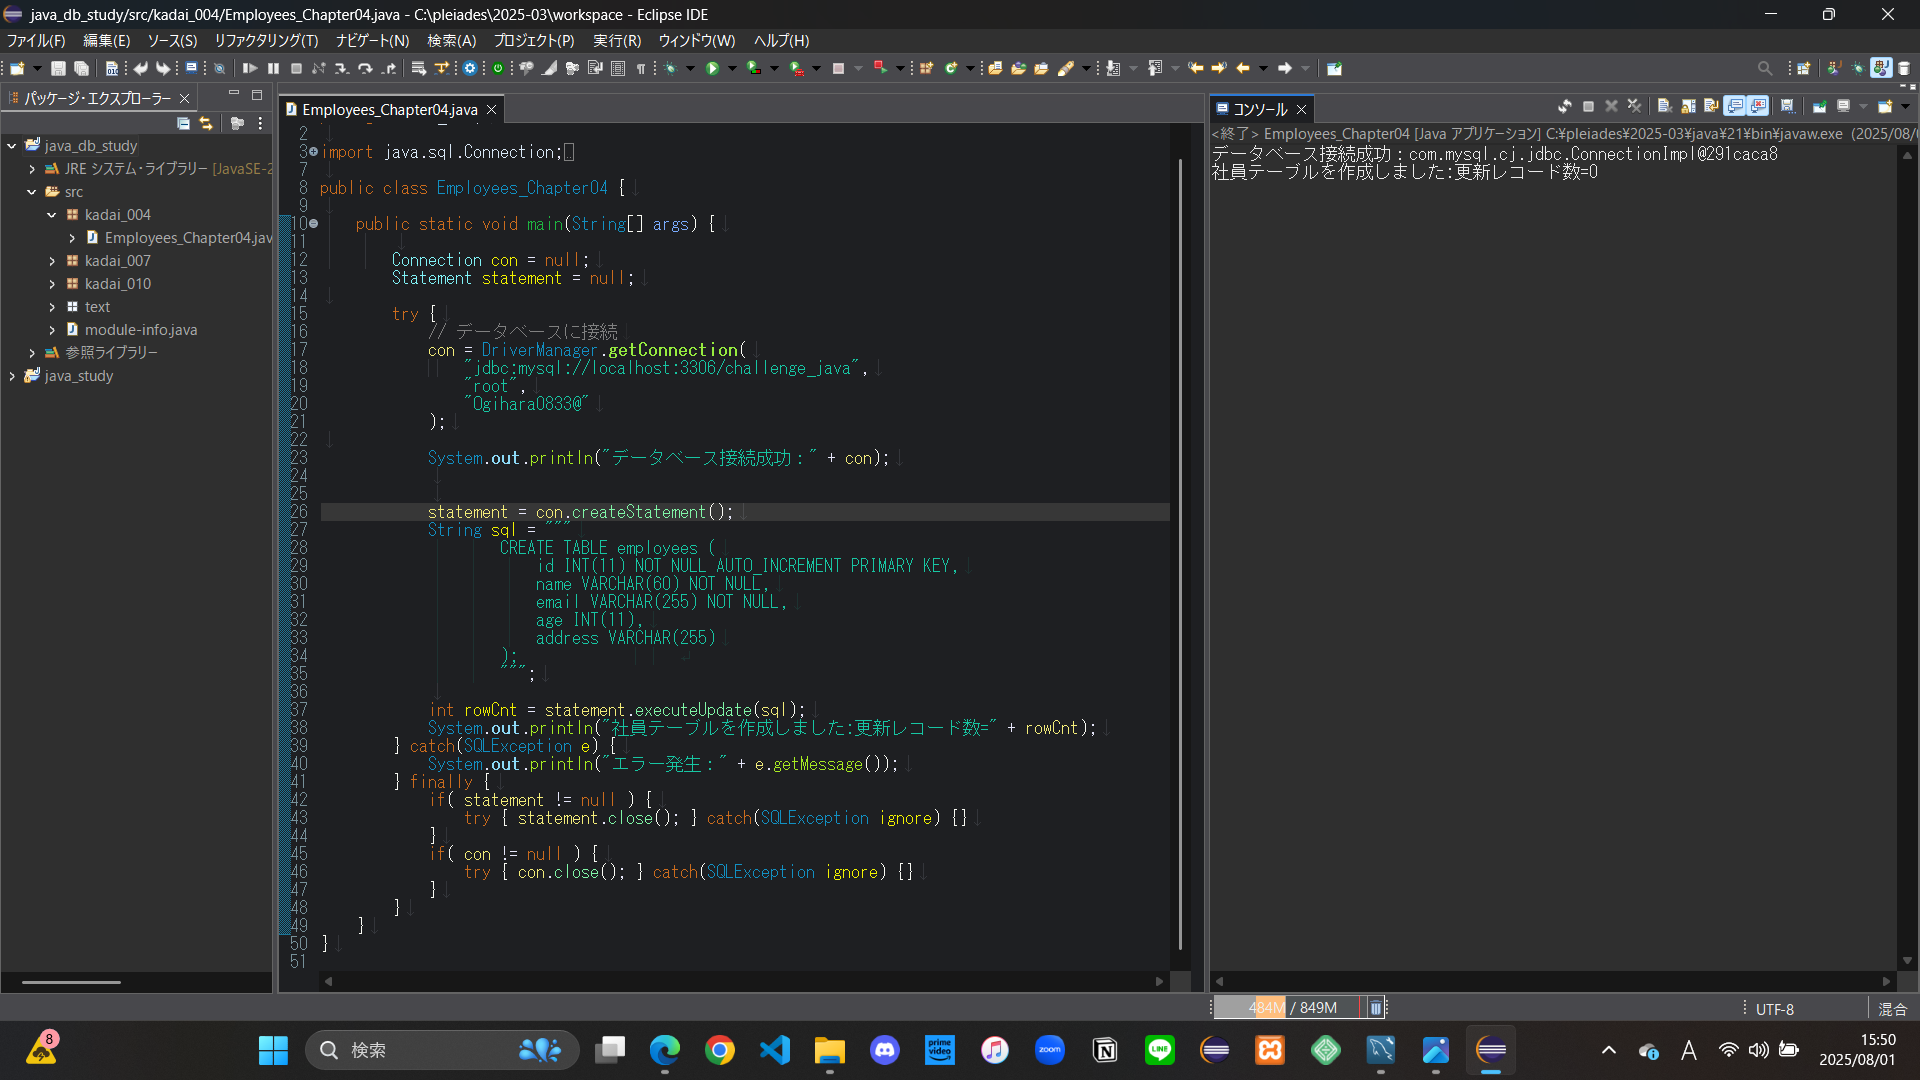 java_db_study/src/kadai_004/Employees_Chapter04.java - C:\pleiades\2025-03\workspace - Eclipse IDE
ファイル(F) 編集(E) ソース(S) リファクタリング(T) ナビゲート(N) 検索(A) プロジェクト(P) 実行(R) ウィンドウ(W) ヘルプ(H)
パッケージ・エクスプローラー
java_db_study
JRE システム・ライブラリー [JavaSE-2
src
kadai_004
Employees_Chapter04.jav
kadai_007
kadai_010
text
module-info.java
参照ライブラリー
java_study
Employees_Chapter04.java
2
3 import java.sql.Connection;
7
8 public class Employees_Chapter04 {
9
10 public static void main(String[] args) {
11
12 Connection con = null;
13 Statement statement = null;
14
15 try {
16 // データベースに接続
17 con = DriverManager.getConnection(
18 "jdbc:mysql://localhost:3306/challenge_java",
19 "root",
20 "Ogihara0833@"
21 );
22
23 System.out.println("データベース接続成功：" + con);
24
25
26 statement = con.createStatement();
27 String sql = """
28 CREATE TABLE employees (
29 id INT(11) NOT NULL AUTO_INCREMENT PRIMARY KEY,
30 name VARCHAR(60) NOT NULL,
31 email VARCHAR(255) NOT NULL,
32 age INT(11),
33 address VARCHAR(255)
34 );
35 """;
36
37 int rowCnt = statement.executeUpdate(sql);
38 System.out.println("社員テーブルを作成しました:更新レコード数=" + rowCnt);
39 } catch(SQLException e) {
40 System.out.println("エラー発生：" + e.getMessage());
41 } finally {
42 if( statement != null ) {
43 try { statement.close(); } catch(SQLException ignore) {}
44 }
45 if( con != null ) {
46 try { con.close(); } catch(SQLException ignore) {}
47 }
48 }
49 }
50 }
51
コンソール
<終了> Employees_Chapter04 [Java アプリケーション] C:¥pleiades¥2025-03¥java¥21¥bin¥javaw.exe (2025/08/
データベース接続成功：com.mysql.cj.jdbc.ConnectionImpl@291caca8
社員テーブルを作成しました:更新レコード数=0
484M / 849M
UTF-8
混合
8
検索
prime video
zoom
LINE
A
15:50
2025/08/01